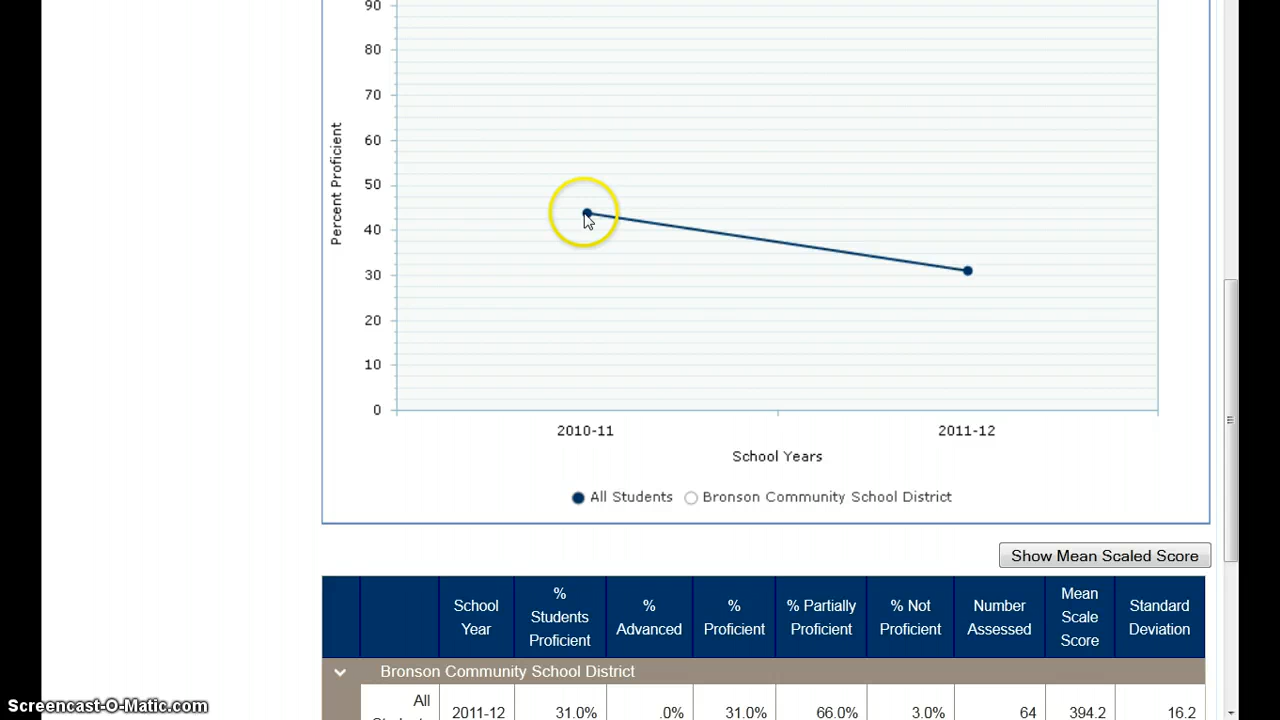 90
80
70
60
50
40
30
20
10
0
Percent Proficient
2010-11 2011-12
School Years
All Students Bronson Community School District
Show Mean Scaled Score
School Year
% Students Proficient
% Advanced
% Proficient
% Partially Proficient
% Not Proficient
Number Assessed
Mean Scale Score
Standard Deviation
Bronson Community School District
All
2011-12 31.0% .0% 31.0% 66.0% 3.0% 64 394.2 16.2
Screencast-O-Matic.com